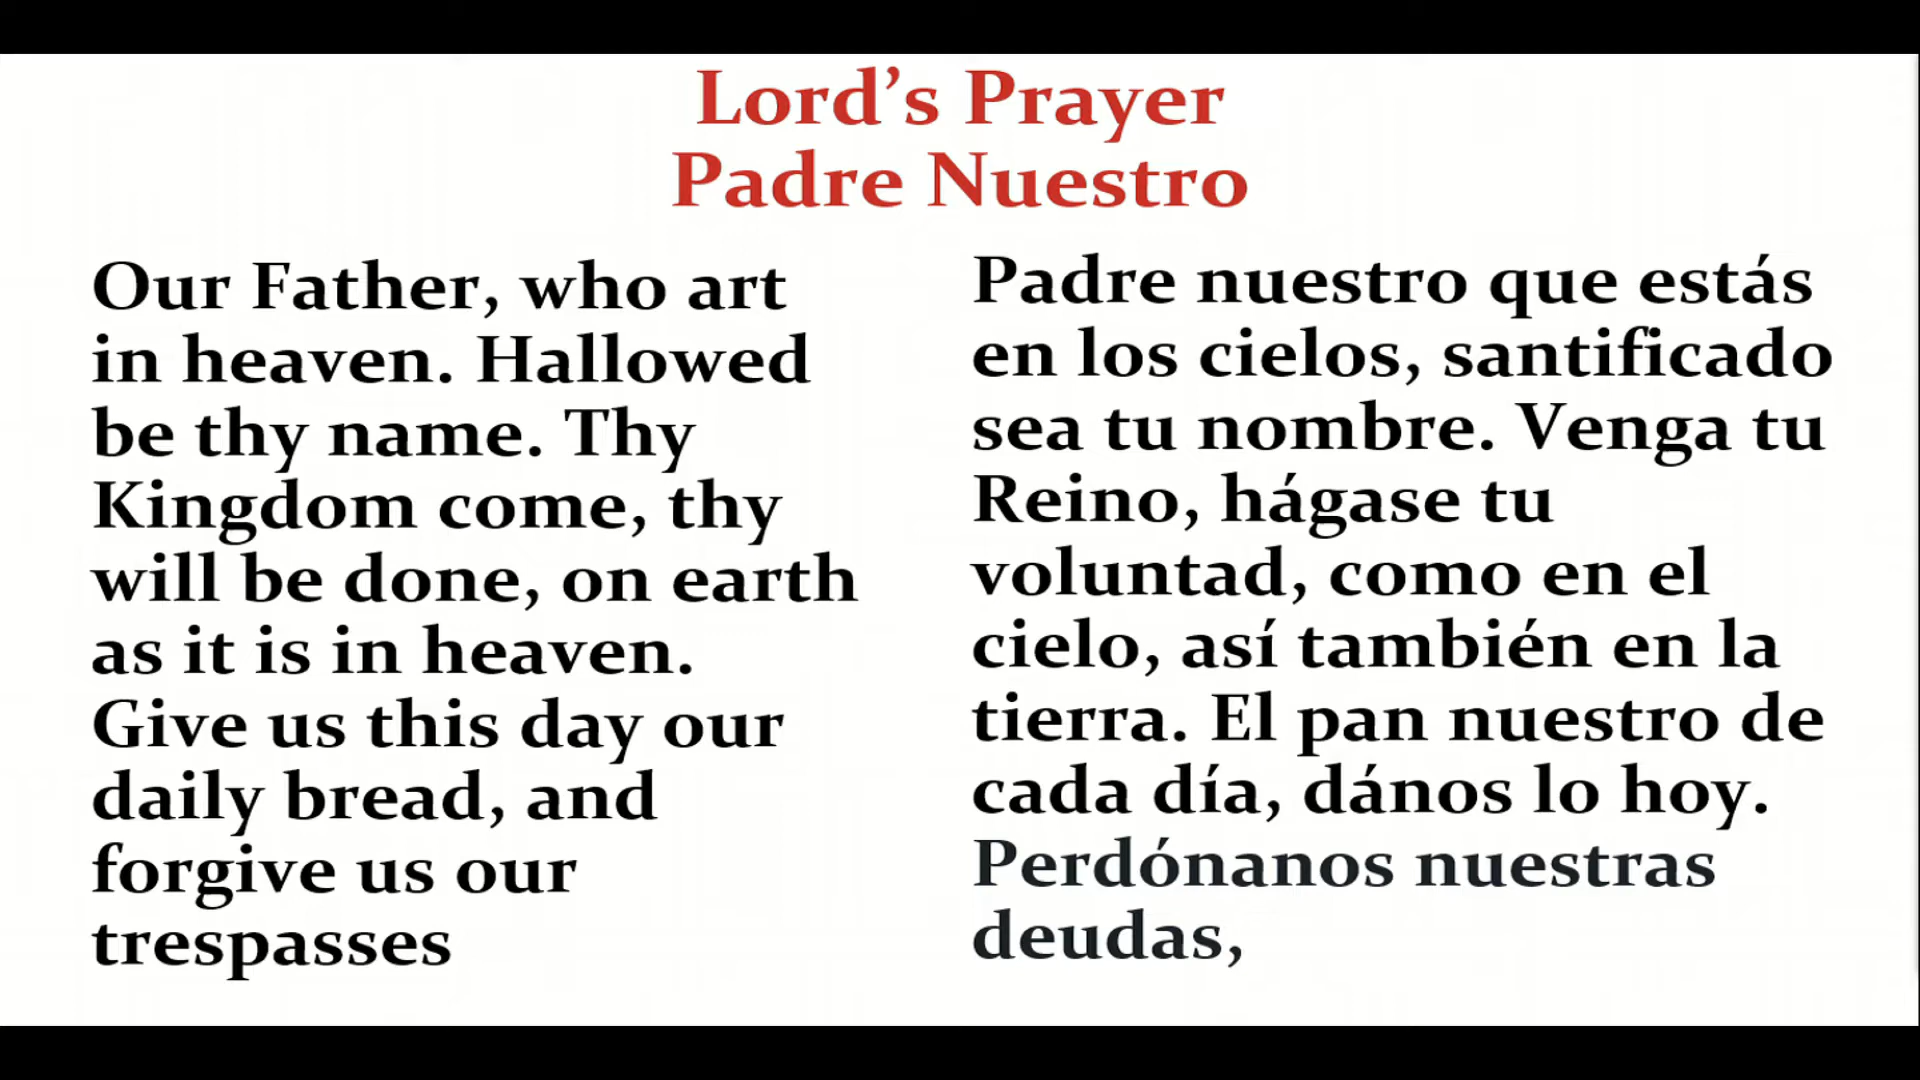 Lord’s Prayer
Padre Nuestro
Our Father, who art
in heaven. Hallowed
be thy name. Thy
Kingdom come, thy
will be done, on earth
as it is in heaven.
Give us this day our
daily bread, and
forgive us our
trespasses
Padre nuestro que estás
en los cielos, santificado
sea tu nombre. Venga tu
Reino, hágase tu
voluntad, como en el
cielo, así también en la
tierra. El pan nuestro de
cada día, dános lo hoy.
Perdónanos nuestras
deudas,